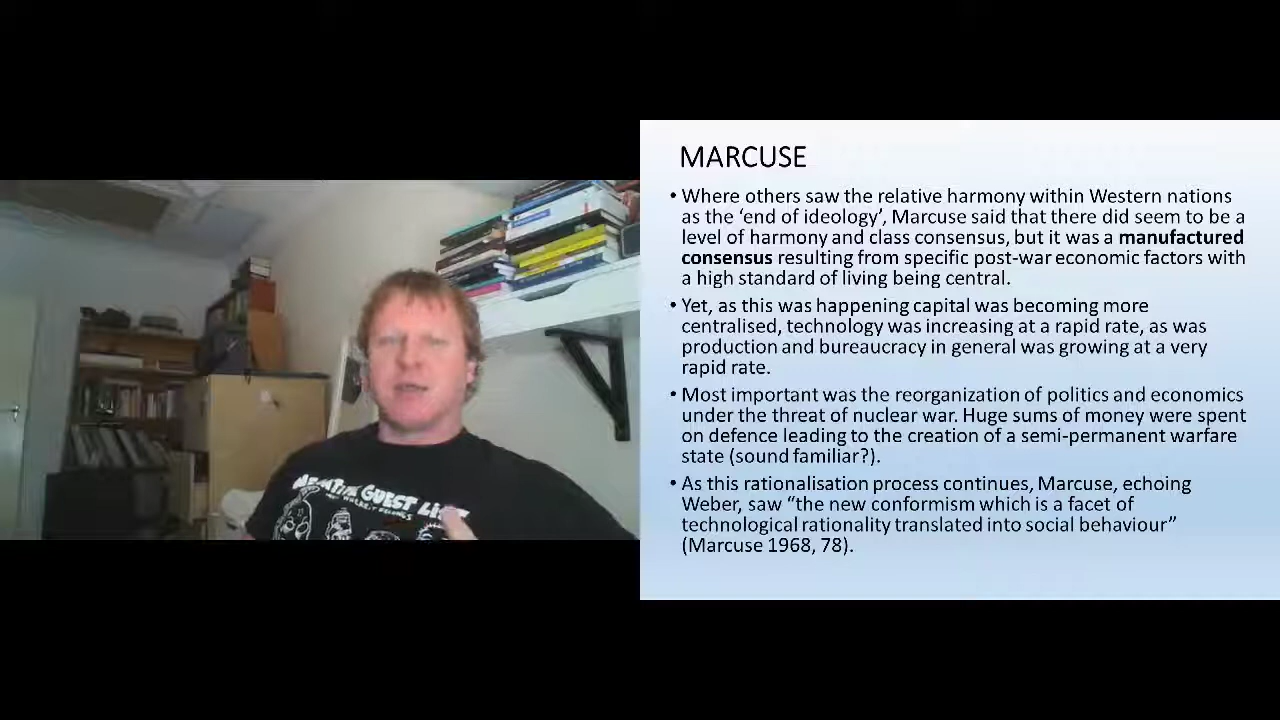 MARCUSE
• Where others saw the relative harmony within Western nations
as the ‘end of ideology’, Marcuse said that there did seem to be a
level of harmony and class consensus, but it was a manufactured
consensus resulting from specific post-war economic factors with
a high standard of living being central.
• Yet, as this was happening capital was becoming more
centralised, technology was increasing at a rapid rate, as was
production and bureaucracy in general was growing at a very
rapid rate.
• Most important was the reorganization of politics and economics
under the threat of nuclear war. Huge sums of money were spent
on defence leading to the creation of a semi-permanent warfare
state (sound familiar?).
• As this rationalisation process continues, Marcuse, echoing
Weber, saw “the new conformism which is a facet of
technological rationality translated into social behaviour”
(Marcuse 1968, 78).
GUEST